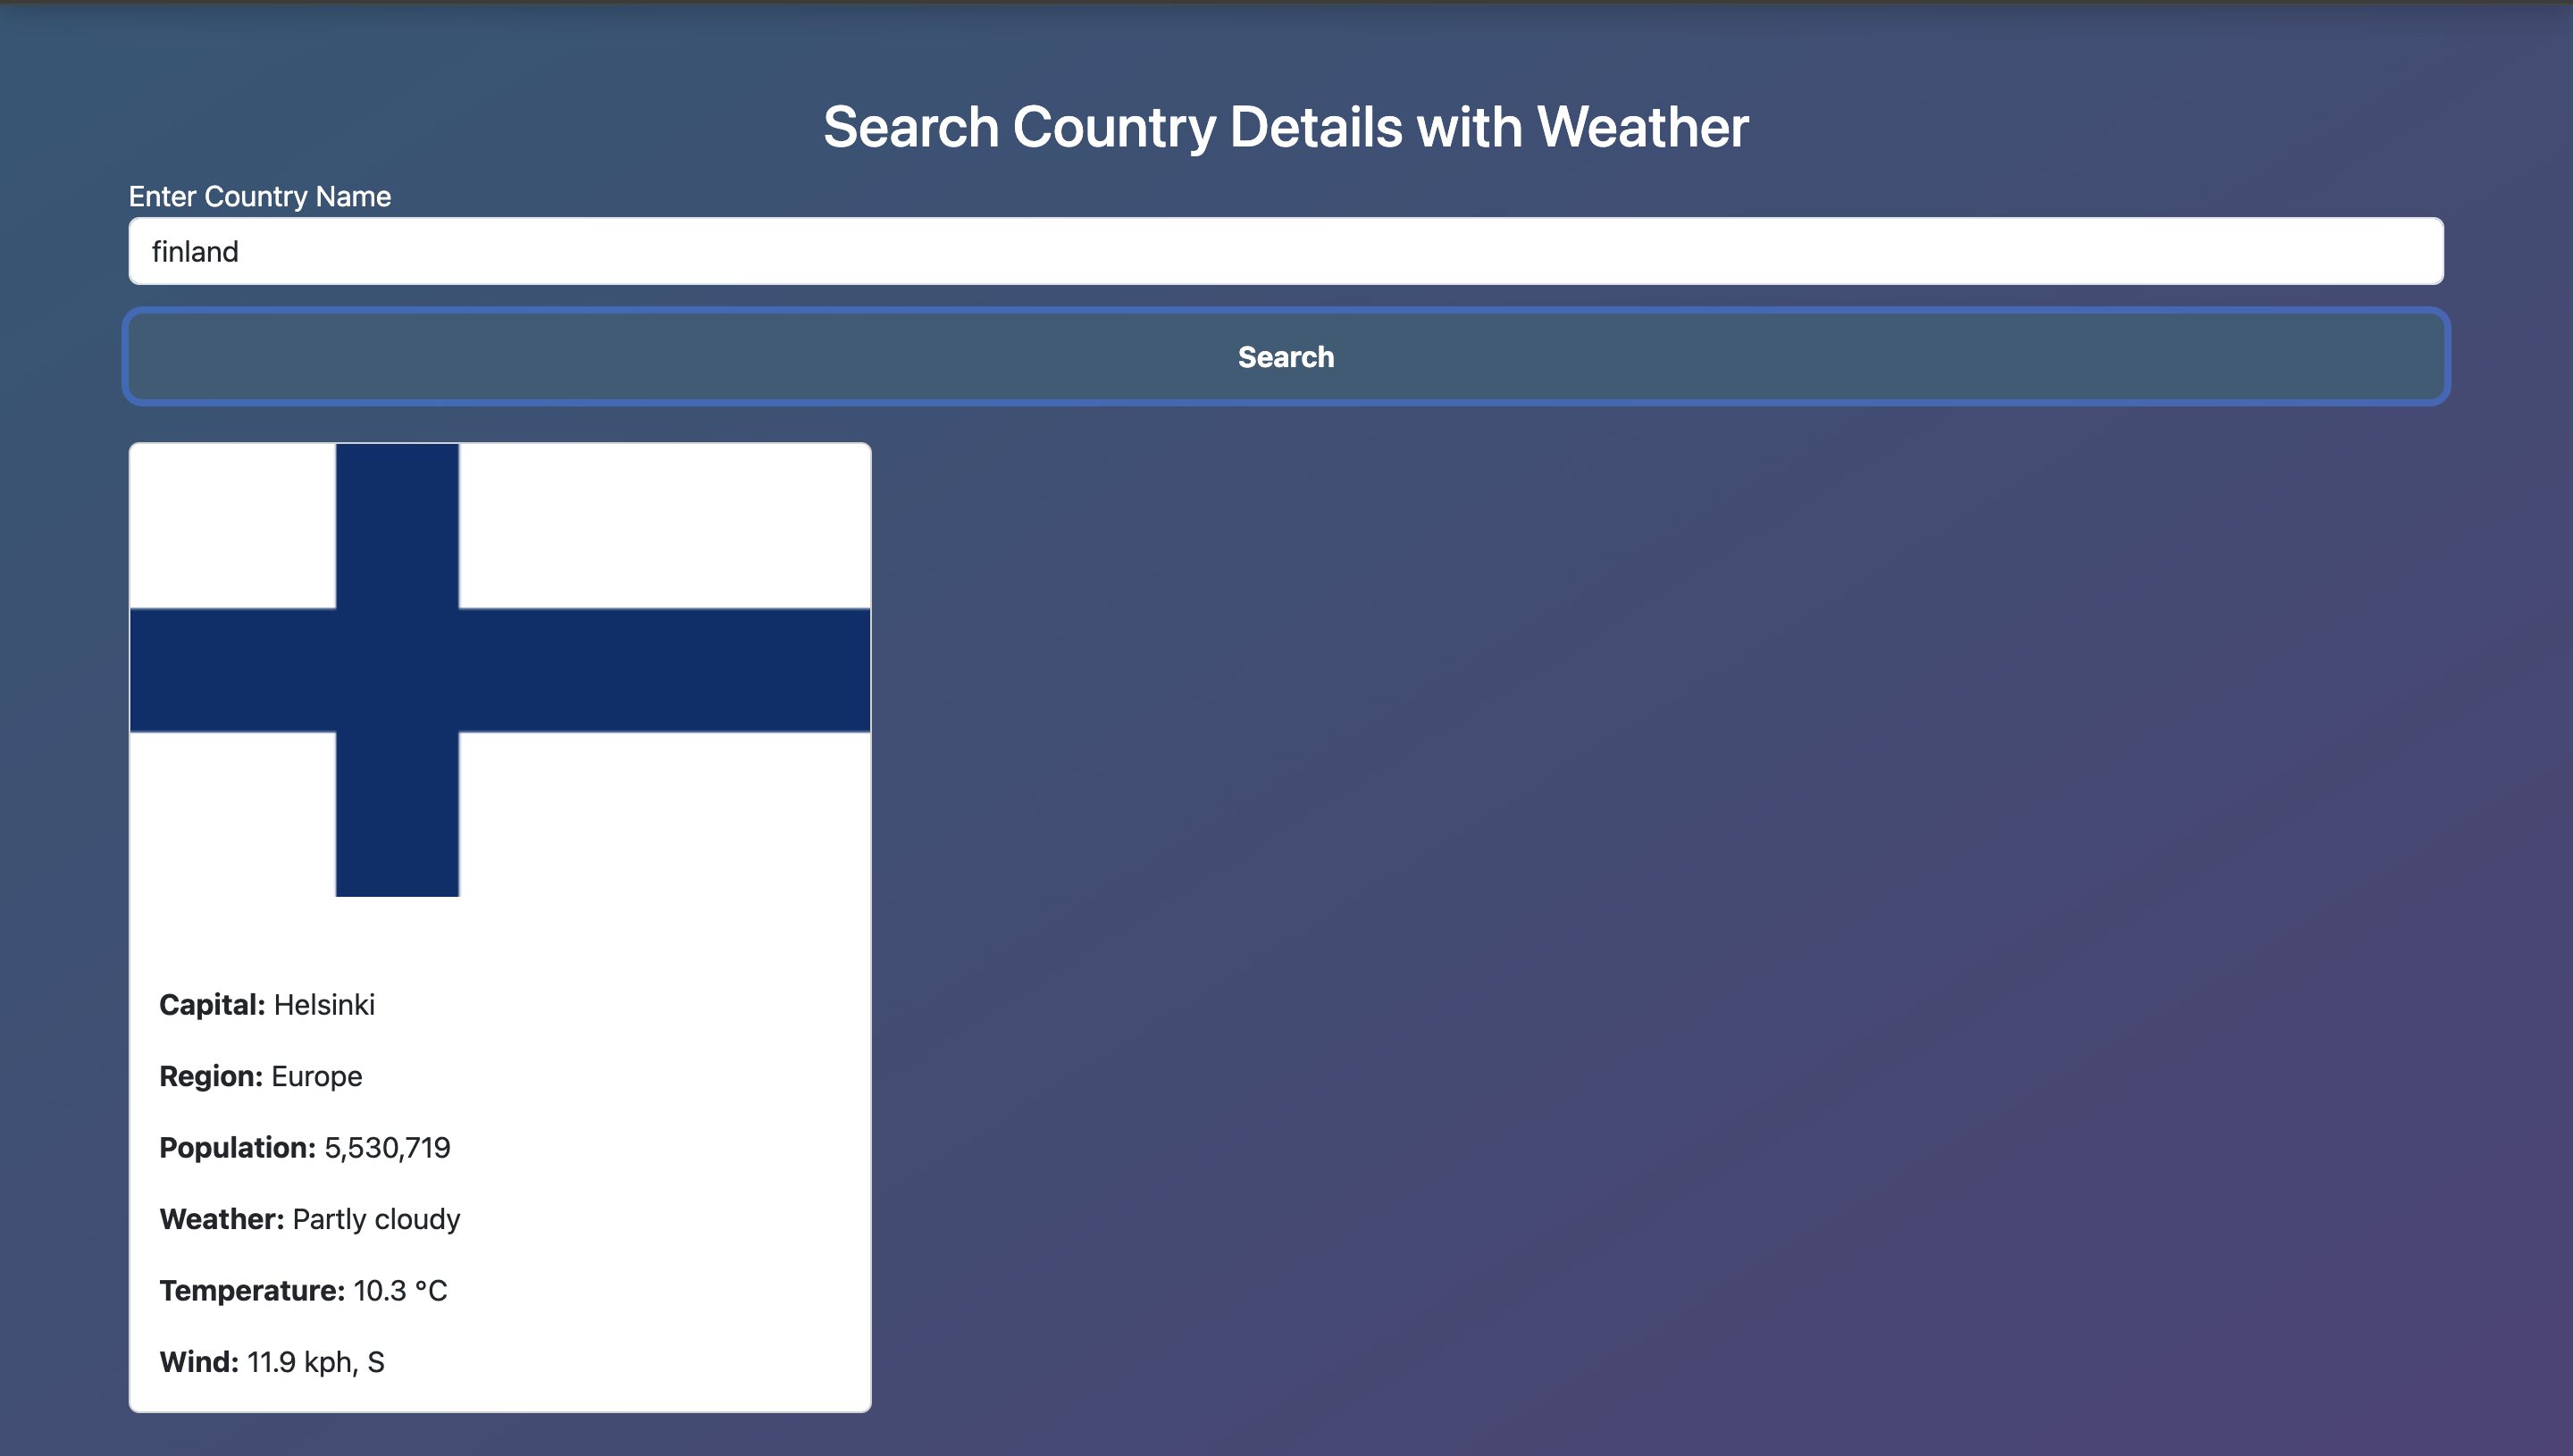 Search Country Details with Weather
Enter Country Name
finland
Search
Capital: Helsinki
Region: Europe
Population: 5,530,719
Weather: Partly cloudy
Temperature: 10.3 °C
Wind: 11.9 kph, S